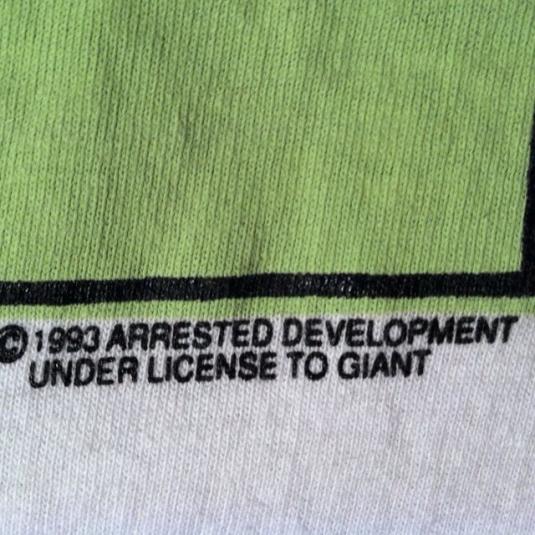 © 1993 ARRESTED DEVELOPMENT
UNDER LICENSE TO GIANT